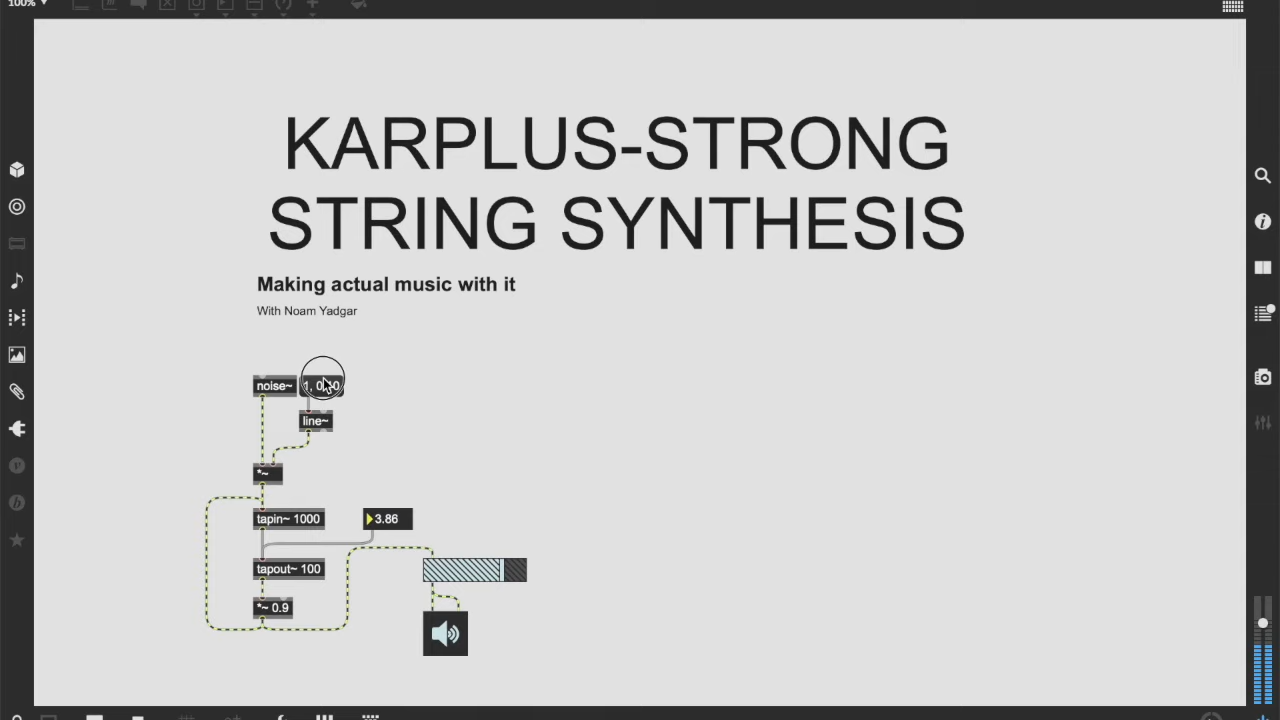 100%
KARPLUS-STRONG
STRING SYNTHESIS
Making actual music with it
With Noam Yadgar
noise~
line~
*~
tapin~ 1000
3.86
tapout~ 100
*~ 0.9